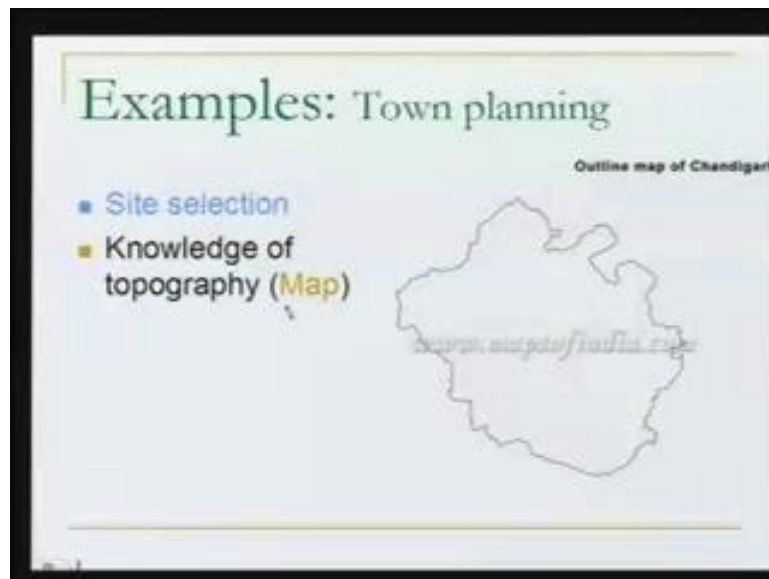 Examples: Town planning
Outline map of Chandigarh
Site selection
Knowledge of
topography (Map)
www.mapsofindia.com